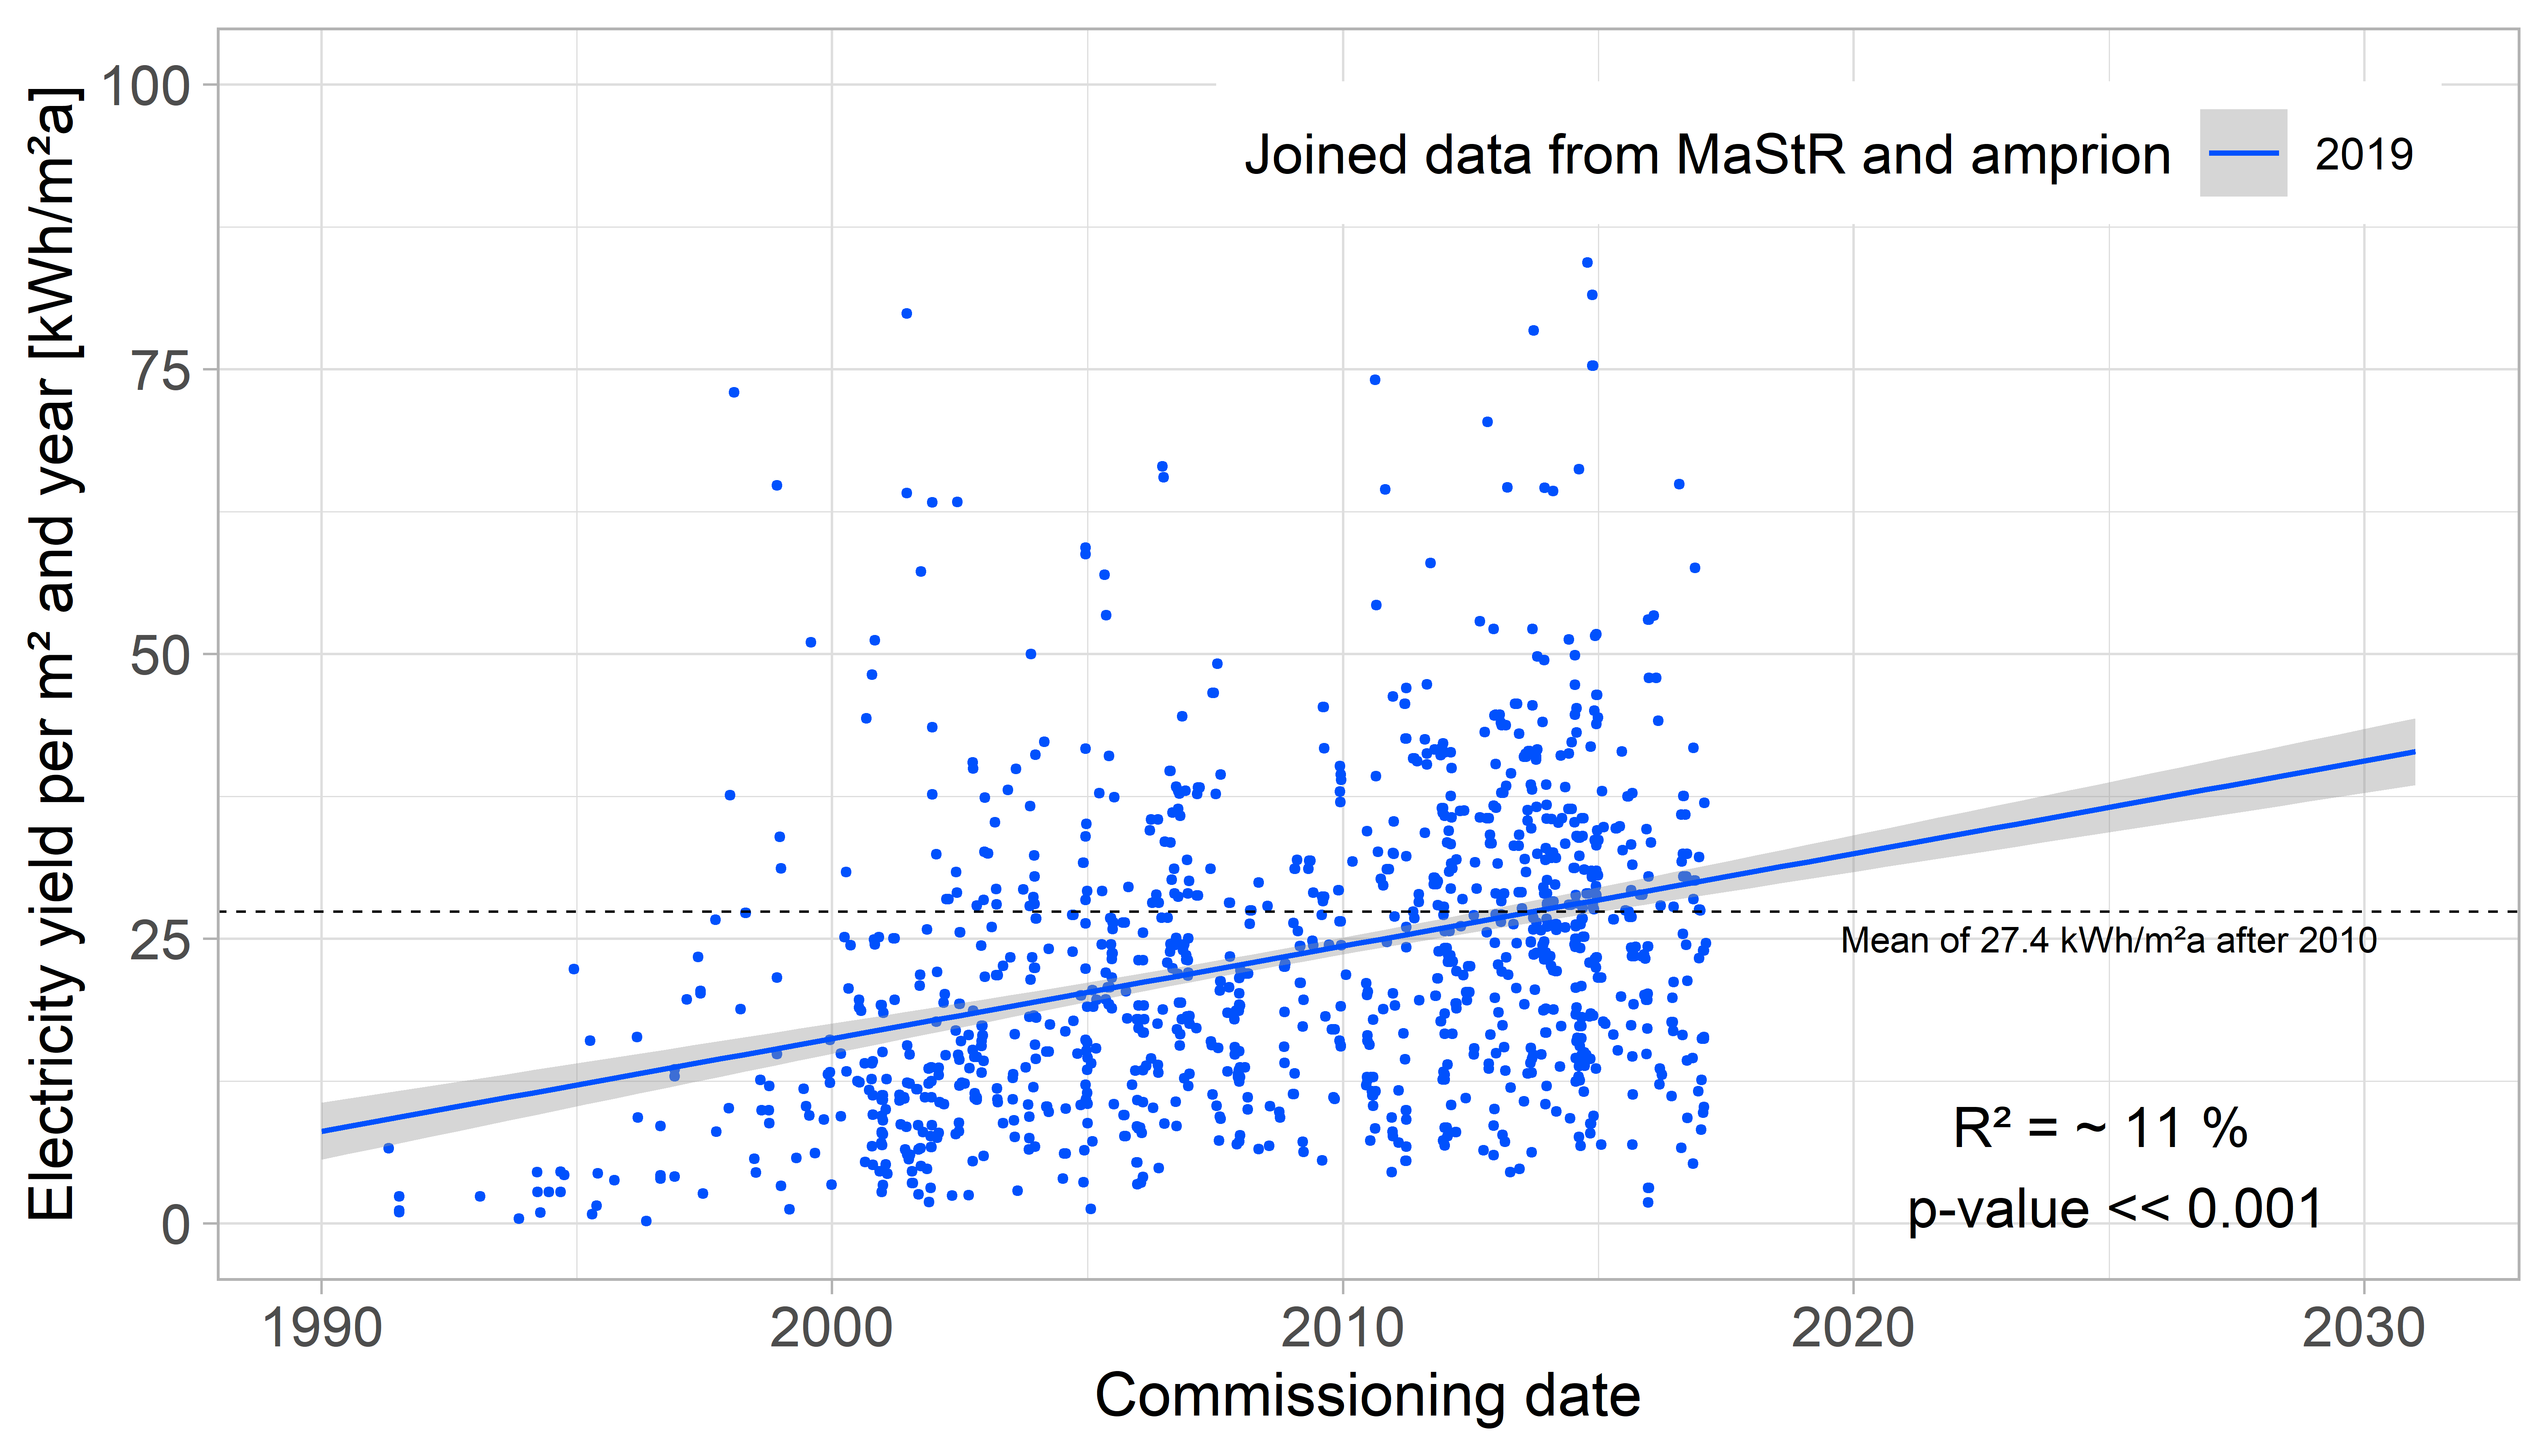 Electricity yield per m² and year [kWh/m²a]
100
75
50
25
0
Joined data from MaStR and amprion 2019
Mean of 27.4 kWh/m²a after 2010
R² = ~ 11 %
p-value << 0.001
1990 2000 2010 2020 2030
Commissioning date